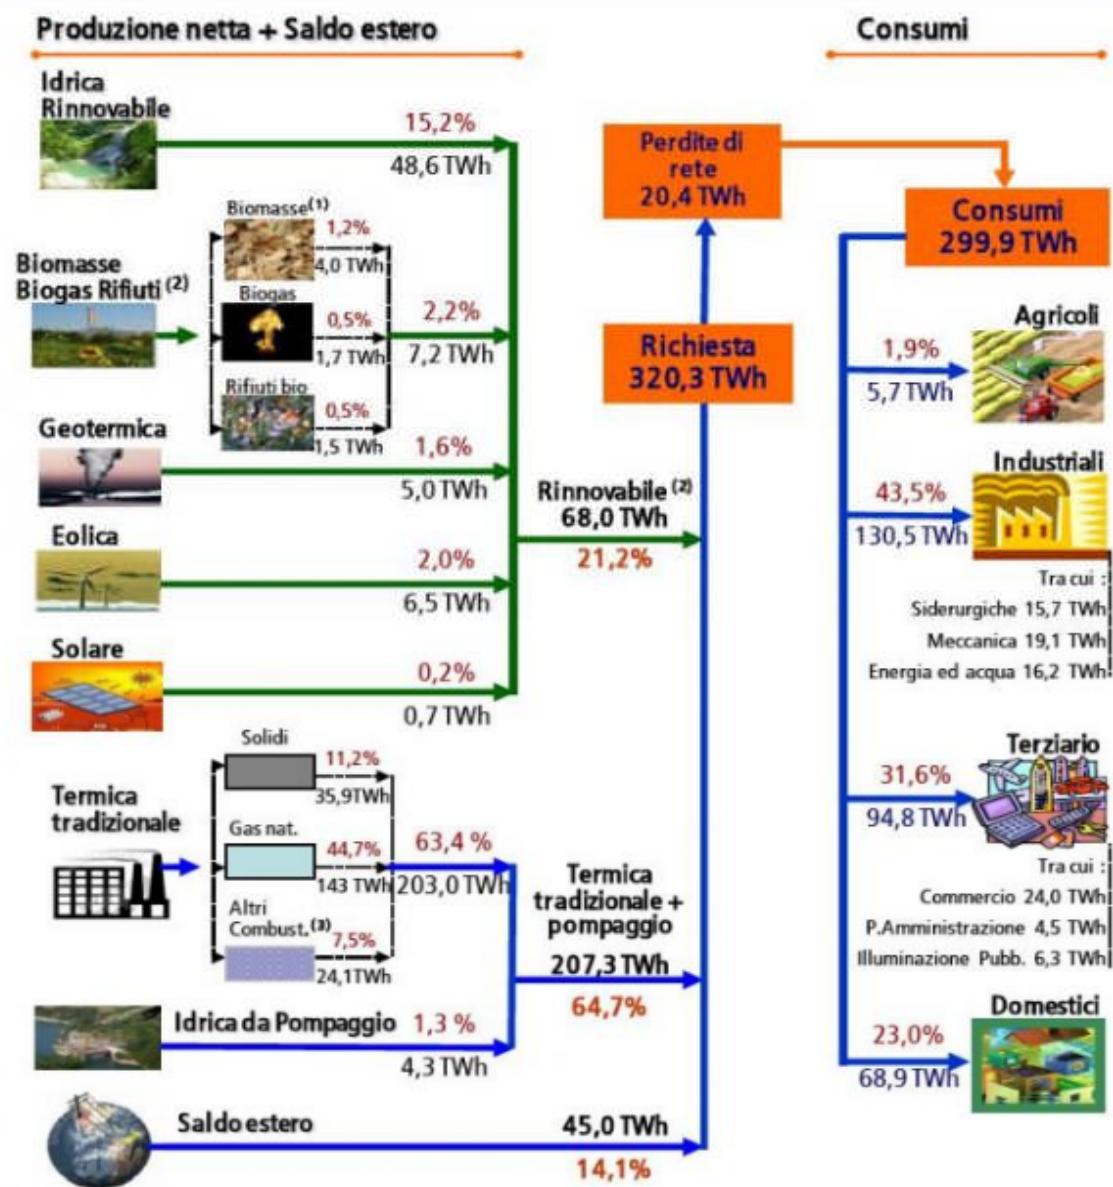 Produzione netta + Saldo estero
Consumi
Idrica
Rinnovabile
15,2%
48,6 TWh
Biomasse
Biogas Rifiuti (2)
Biomasse(1)
1,2%
4,0 TWh
Biogas
0,5%
1,7 TWh
Rifiuti bio
0,5%
1,5 TWh
2,2%
7,2 TWh
Geotermica
1,6%
5,0 TWh
Eolica
2,0%
6,5 TWh
Solare
0,2%
0,7 TWh
Rinnovabile (2)
68,0 TWh
21,2%
Termica
tradizionale
Solidi
11,2%
35,9TWh
Gas nat.
44,7%
143 TWh
Altri
Combust.(3)
7,5%
24,1TWh
63,4 %
203,0 TWh
Idrica da Pompaggio
1,3 %
4,3 TWh
Termica
tradizionale +
pompaggio
207,3 TWh
64,7%
Saldo estero
45,0 TWh
14,1%
Perdite di
rete
20,4 TWh
Richiesta
320,3 TWh
Consumi
299,9 TWh
Agricoli
1,9%
5,7 TWh
Industriali
43,5%
130,5 TWh
Tra cui :
Siderurgiche 15,7 TWh
Meccanica 19,1 TWh
Energia ed acqua 16,2 TWh
Terziario
31,6%
94,8 TWh
Tra cui :
Commercio 24,0 TWh
P.Amministrazione 4,5 TWh
Illuminazione Pubb. 6,3 TWh
Domestici
23,0%
68,9 TWh